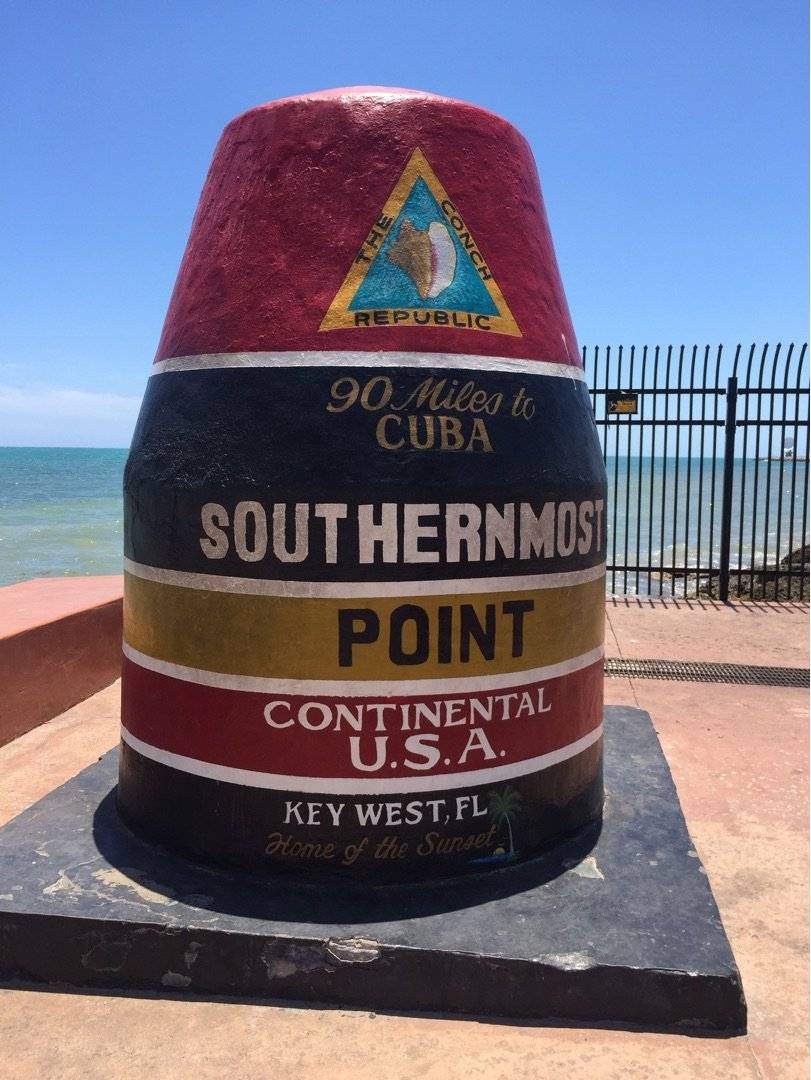 THE CONCH
REPUBLIC
90 Miles to
CUBA
SOUTHERNMOST
POINT
CONTINENTAL
U.S.A.
KEY WEST, FL
Home of the Sunset